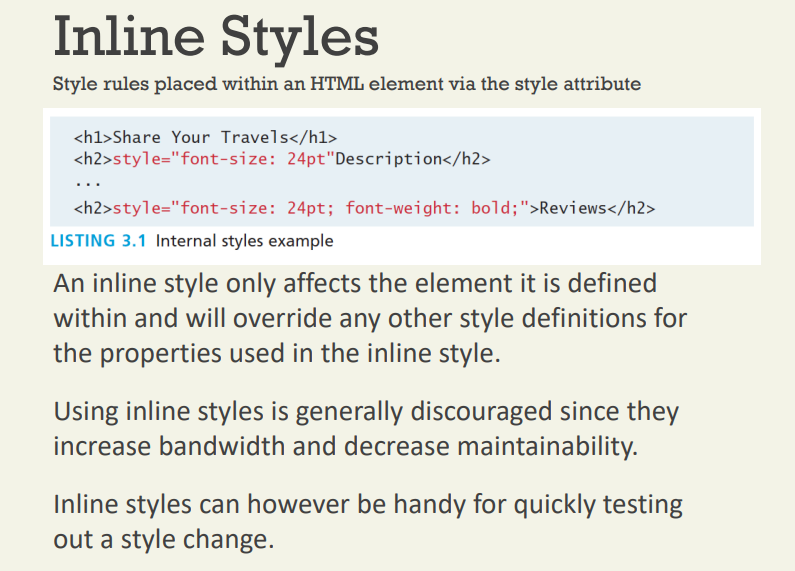 Inline Styles
Style rules placed within an HTML element via the style attribute
<h1>Share Your Travels</h1>
<h2>style="font-size: 24pt"Description</h2>
...
<h2>style="font-size: 24pt; font-weight: bold;">Reviews</h2>
LISTING 3.1 Internal styles example
An inline style only affects the element it is defined
within and will override any other style definitions for
the properties used in the inline style.
Using inline styles is generally discouraged since they
increase bandwidth and decrease maintainability.
Inline styles can however be handy for quickly testing
out a style change.